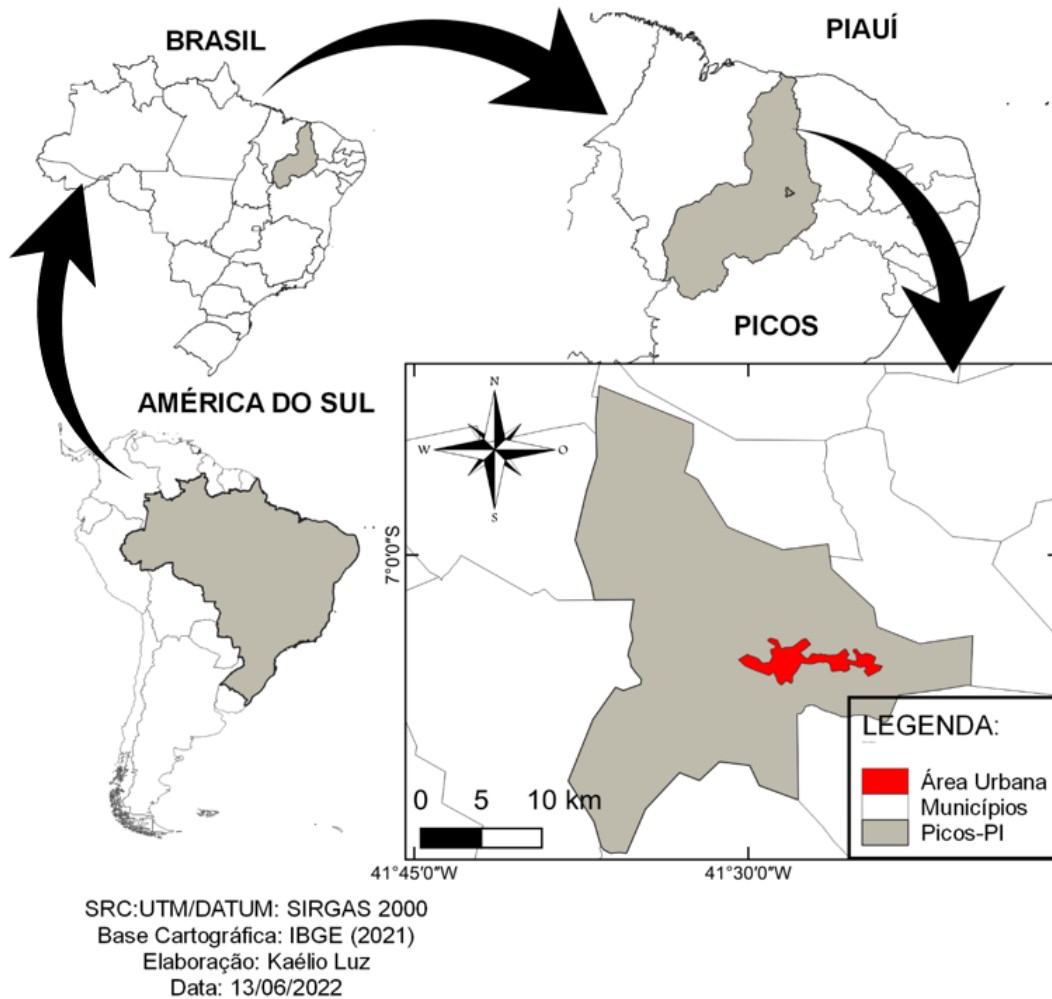 BRASIL
PIAUÍ
PICOS
AMÉRICA DO SUL
N
W
O
S
7°0'0"S
LEGENDA:
Área Urbana
Municípios
Picos-PI
0 5 10 km
41°45'0"W
41°30'0"W
SRC:UTM/DATUM: SIRGAS 2000
Base Cartográfica: IBGE (2021)
Elaboração: Kaélio Luz
Data: 13/06/2022